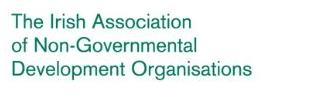 The Irish Association
of Non-Governmental
Development Organisations